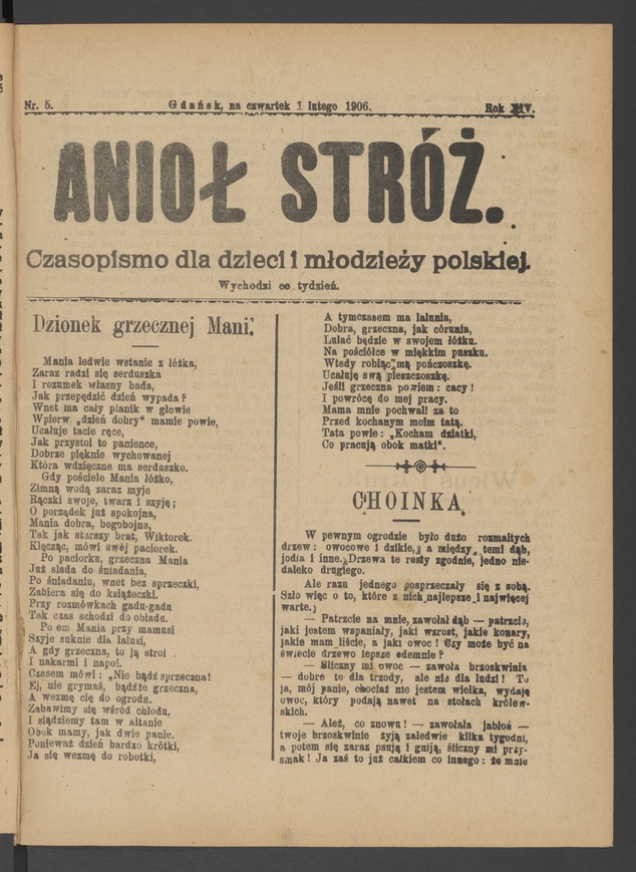 Nr. 5.
Gdańsk, na czwartek 1 lutego 1906.
Rok XIV.
ANIOŁ STRÓŻ.
Czasopismo dla dzieci i młodzieży polskiej.
Wychodzi co tydzień.
Dzionek grzecznej Mani.
Mania ledwie wstanie z łóżka,
Zaraz radzi się serduszka
I rozumek własny bada,
Jak przepędzić dzień wypada?
Wnet ma cały planik w głowie
Wpierw „dzień dobry“ mamie powie,
Ucałuje tacie ręce,
Jak przystoi to panience,
Dobrze pięknie wychowanej
Która wdzięczne ma serduszko.
Gdy pościele Mania łóżko,
Zimną wodą zaraz myje
Rączki swoje, twarz i szyję;
O porządek już spokojna,
Mania dobra, bogobojna,
Tak jak starszy brat, Wiktorek.
Klęcząc, mówi swój paciorek.
Po paciorku, grzeczna Mania
Już siada do śniadania,
Po śniadaniu, wnet bez sprzeczki,
Zabiera się do książeczki.
Przy rozmówkach gadu-gadu
Tak czas schodzi do obiadu.
Po em Mania przy mamusi
Szyje suknie dla lalusi,
A gdy grzeczna, to ją stroi
I nakarmi i napoi.
Czasem mówi: „Nie bądź sprzeczna!
Ej, nie grymaś, bądźże grzeczna,
A wezmę cię do ogrodu.
Zabawimy się wśród chłodu,
I siądziemy tam w altanie
Obok mamy, jak dwie panie.
Ponieważ dzień bardzo krótki,
Ja się wezmę do robotki,
A tymczasem ma lalunia,
Dobra, grzeczna, jak córunia,
Lulać będzie w swojem łóżku.
Na pościółce w miękkim puszku.
Wtedy robiąc mą pończoszkę.
Ucałuję swą pieszczoszkę.
Jeśli grzeczna powiem: cacy!
I powrócę do mej pracy.
Mama mnie pochwali za to
Przed kochanym moim tatą.
Tata powie: „Kocham dziatki,
Co pracują obok matki“.
CHOINKA.
W pewnym ogrodzie było dużo rozmaitych
drzew: owocowe i dzikie, a między temi dąb,
jodła i inne. Drzewa te rosły zgodnie, jedno nie-
daleko drugiego.
Ale razu jednego posprzeczały się z sobą.
Szło więc o to, które z nich najlepsze i najwięcej
warte.
— Patrzcie na mnie, zawołał dąb — patrzcie,
jaki jestem wspaniały, jaki wzrost, jakie konary,
jakie mam liście, a jaki owoc! Czy może być na
świecie drzewo lepsze odemnie?
— Śliczny mi owoc — zawoła brzoskwinia
— dobre to dla trzody, ale nie dla ludzi! To
ja, mój panie, chociaż nie jestem wielka, wydaję
owoc, który podają nawet na stołach królew-
skich.
— Ależ, co znowu! — zawołała jabłoń —
twoje brzoskwinie żyją zaledwie kilka tygodni,
a potem się zaraz psują i gniją, śliczny mi przy-
smak! Ja zaś to już całkiem co innego: te małe